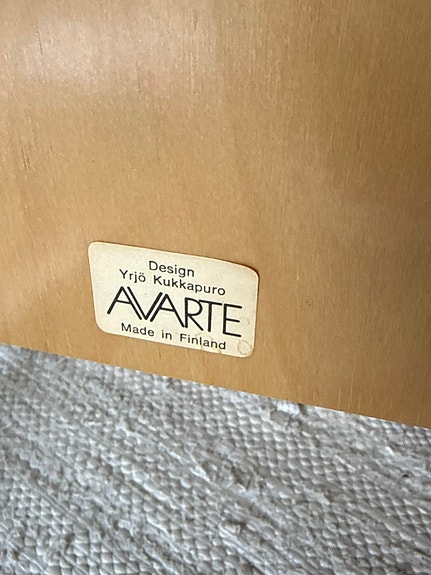 Design
Yrjö Kukkapuro
AVARTE
Made in Finland